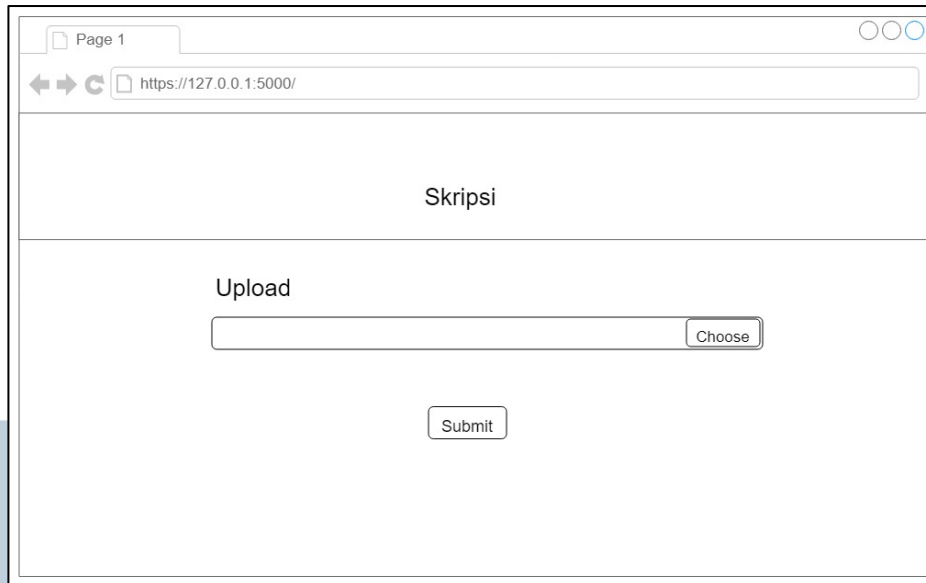 Page 1
https://127.0.0.1:5000/
Skripsi
Upload
Choose
Submit